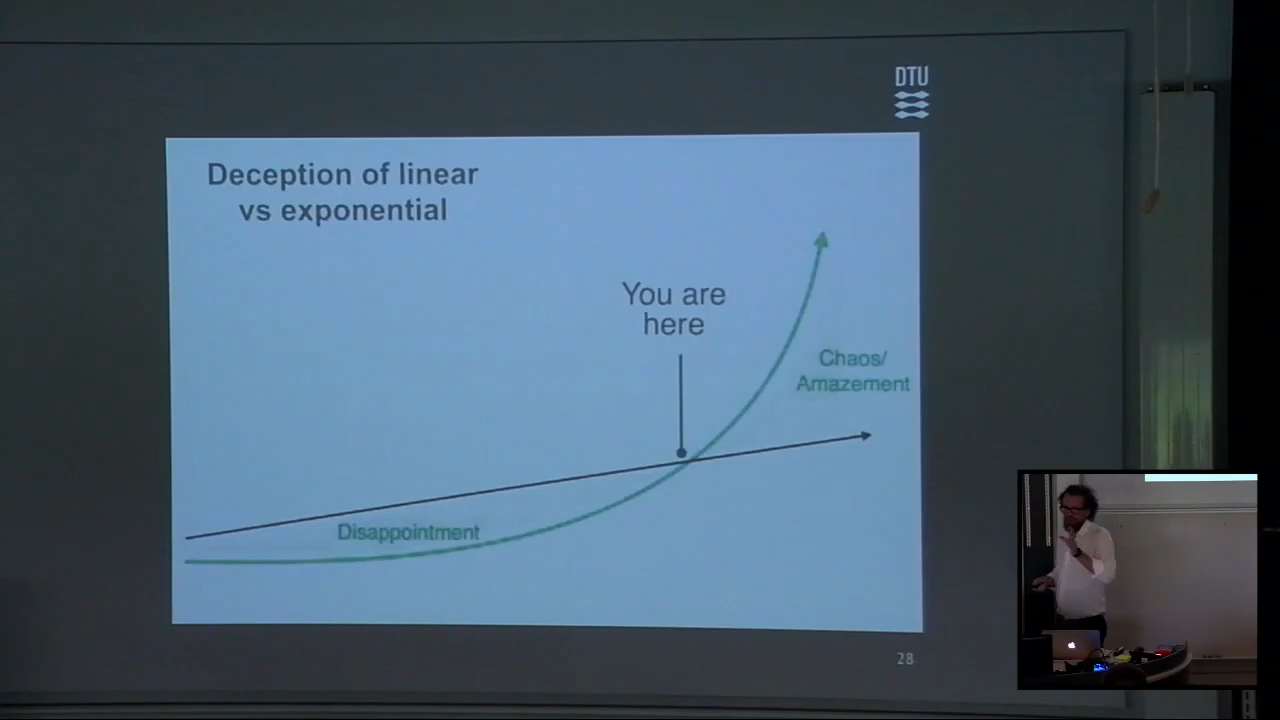 DTU
Deception of linear
vs exponential
You are
here
Chaos/
Amazement
Disappointment
28